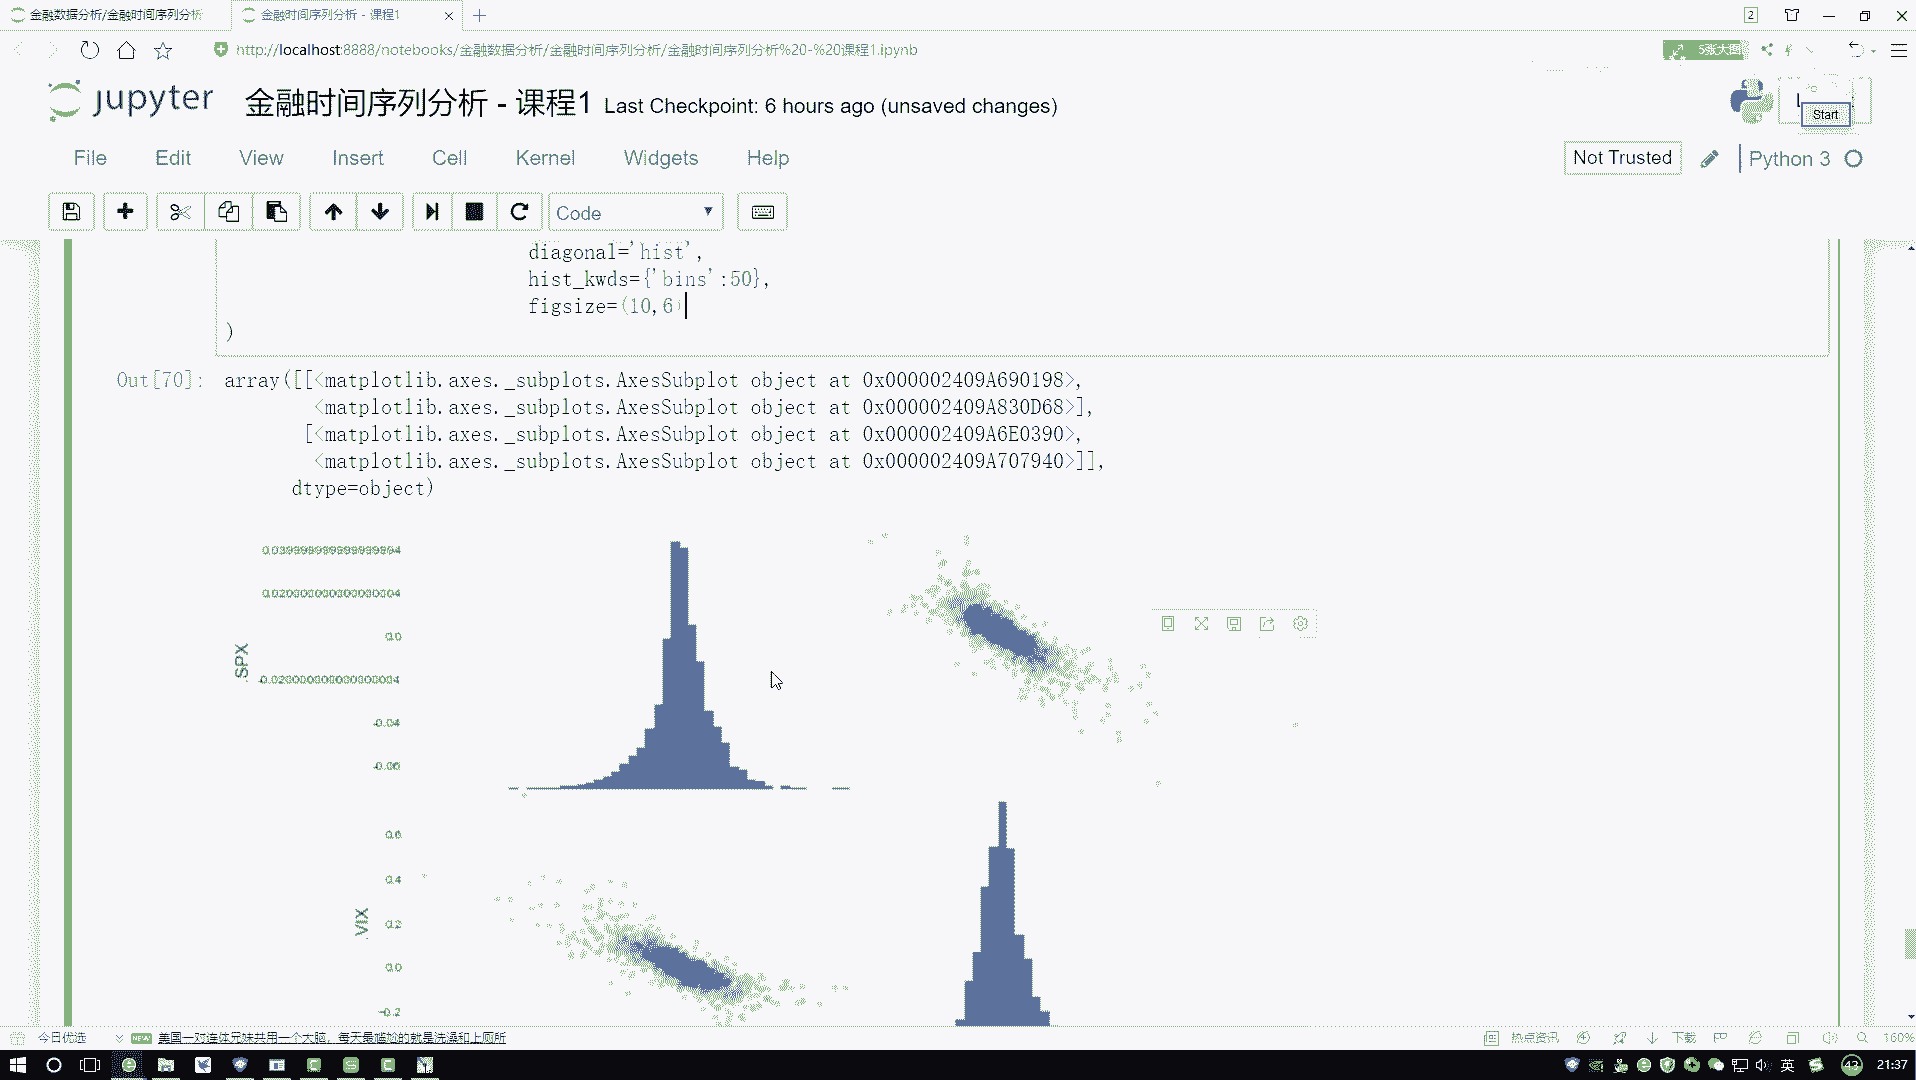 金融数据分析/金融时间序列分析
金融时间序列分析 - 课程1
2
http://localhost:8888/notebooks/金融数据分析/金融时间序列分析/金融时间序列分析%20-%20课程1.ipynb
5张大图
jupyter
金融时间序列分析 - 课程1 Last Checkpoint: 6 hours ago (unsaved changes)
Start
File Edit View Insert Cell Kernel Widgets Help
Not Trusted
Python 3
Code
diagonal='hist',
hist_kwds={'bins':50},
figsize=(10,6)
)
Out[70]: array([[<matplotlib.axes._subplots.AxesSubplot object at 0x000002409A690198>,
<matplotlib.axes._subplots.AxesSubplot object at 0x000002409A830D68>],
[<matplotlib.axes._subplots.AxesSubplot object at 0x000002409A6E0390>,
<matplotlib.axes._subplots.AxesSubplot object at 0x000002409A707940>]],
dtype=object)
0.0
-0.04
-0.06
.SPX
0.6
0.4
0.2
0.0
-0.2
.VIX
今日优选
NEW
美国一对连体兄妹共用一个大脑，每天最尴尬的就是洗澡和上厕所
热点资讯
下载
160%
英
43
21:37